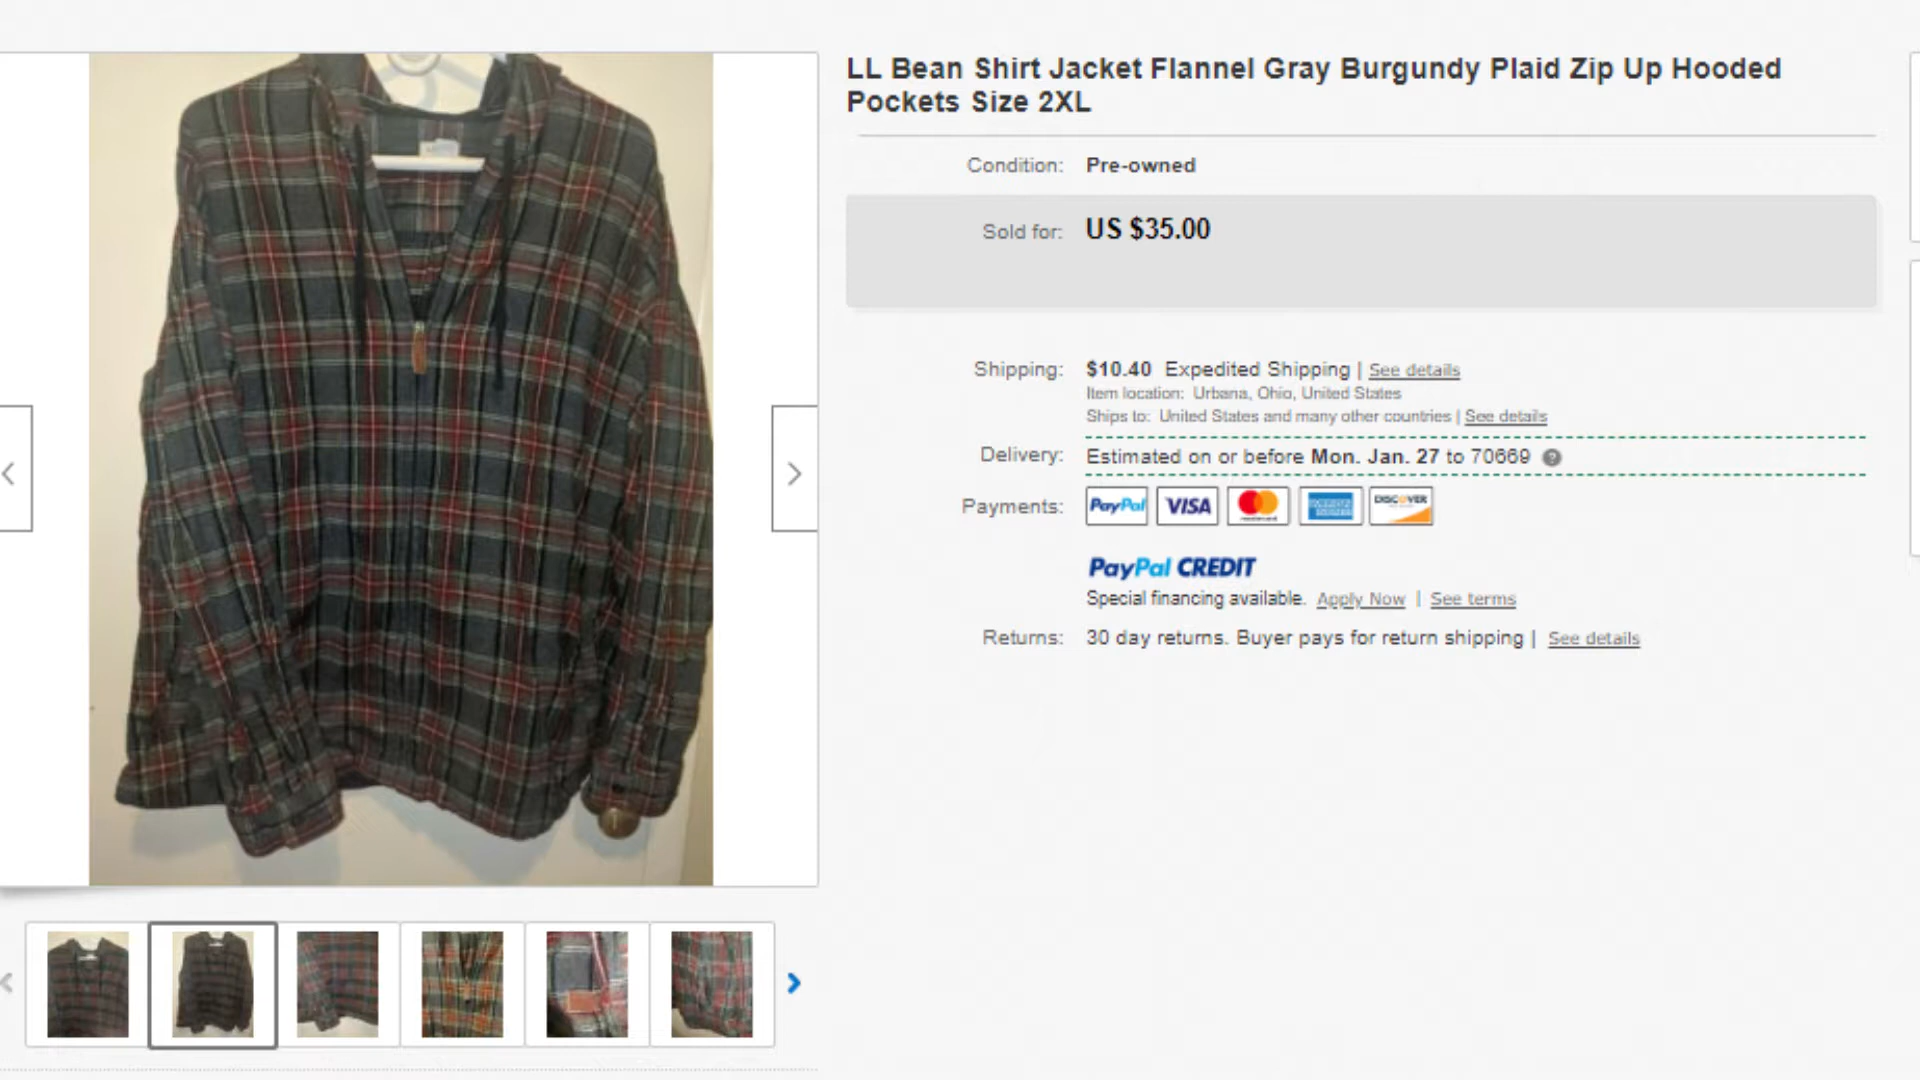 LL Bean Shirt Jacket Flannel Gray Burgundy Plaid Zip Up Hooded
Pockets Size 2XL
Condition: Pre-owned
Sold for: US $35.00
Shipping: $10.40 Expedited Shipping | See details
Item location: Urbana, Ohio, United States
Ships to: United States and many other countries | See details
Delivery: Estimated on or before Mon. Jan. 27 to 70669
Payments: PayPal VISA mastercard DISCOVER
PayPal CREDIT
Special financing available. Apply Now | See terms
Returns: 30 day returns. Buyer pays for return shipping | See details